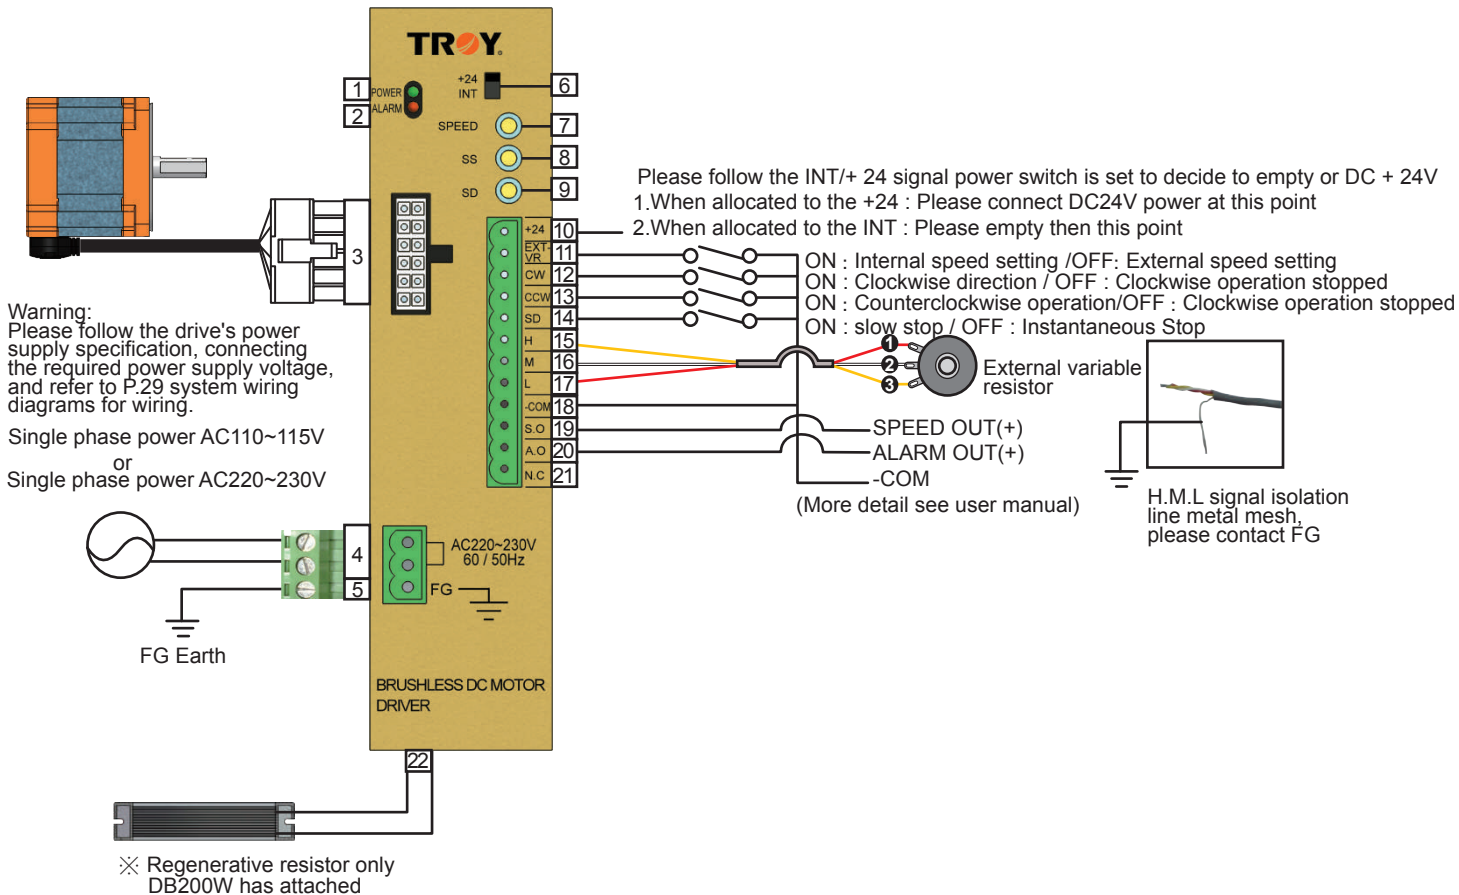 TROY
1
POWER
2
ALARM
+24
INT
6
SPEED
7
SS
8
SD
9
3
+24
10
EXT-
VR
11
CW
12
CCW
13
SD
14
H
15
M
16
L
17
-COM
18
S.O
19
A.O
20
N.C
21
Please follow the INT/+ 24 signal power switch is set to decide to empty or DC + 24V
1.When allocated to the +24 : Please connect DC24V power at this point
2.When allocated to the INT : Please empty then this point
ON : Internal speed setting /OFF: External speed setting
ON : Clockwise direction / OFF : Clockwise operation stopped
ON : Counterclockwise operation/OFF : Clockwise operation stopped
ON : slow stop / OFF : Instantaneous Stop
1
2
3
External variable
resistor
SPEED OUT(+)
ALARM OUT(+)
-COM
(More detail see user manual)
H.M.L signal isolation
line metal mesh,
please contact FG
Warning:
Please follow the drive's power
supply specification, connecting
the required power supply voltage,
and refer to P.29 system wiring
diagrams for wiring.
Single phase power AC110~115V
or
Single phase power AC220~230V
4
5
AC220~230V
60 / 50Hz
FG
FG Earth
BRUSHLESS DC MOTOR
DRIVER
22
※ Regenerative resistor only
DB200W has attached